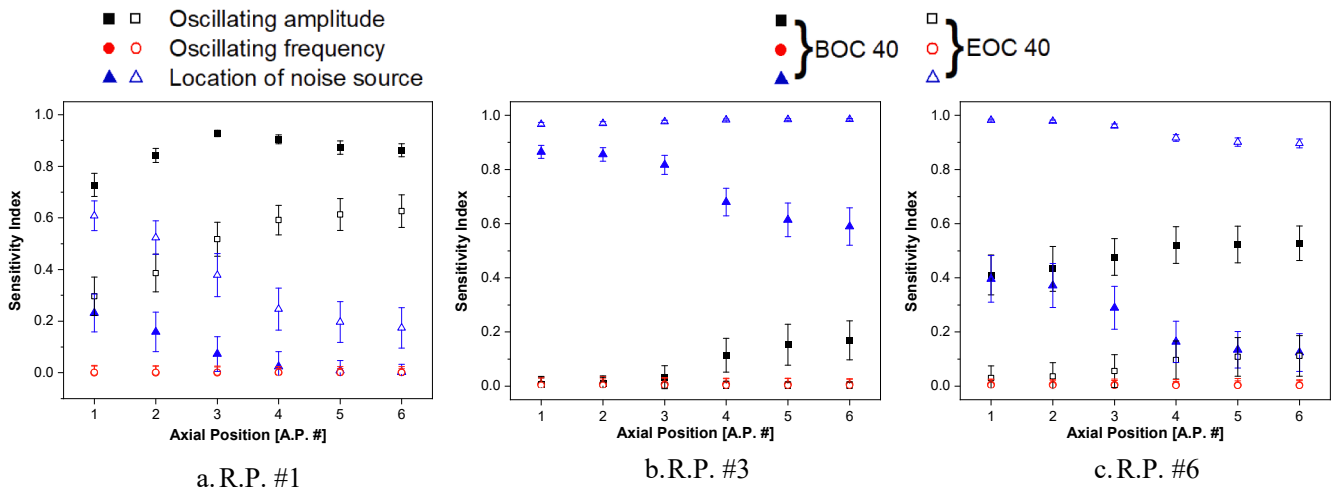 Oscillating amplitude
Oscillating frequency
Location of noise source
BOC 40
EOC 40
Sensitivity Index
1.0
0.8
0.6
0.4
0.2
0.0
1 2 3 4 5 6
Axial Position [A.P. #]
a. R.P. #1
Sensitivity Index
1.0
0.8
0.6
0.4
0.2
0.0
1 2 3 4 5 6
Axial Position [A.P. #]
b. R.P. #3
Sensitivity Index
1.0
0.8
0.6
0.4
0.2
0.0
1 2 3 4 5 6
Axial Position [A.P. #]
c. R.P. #6